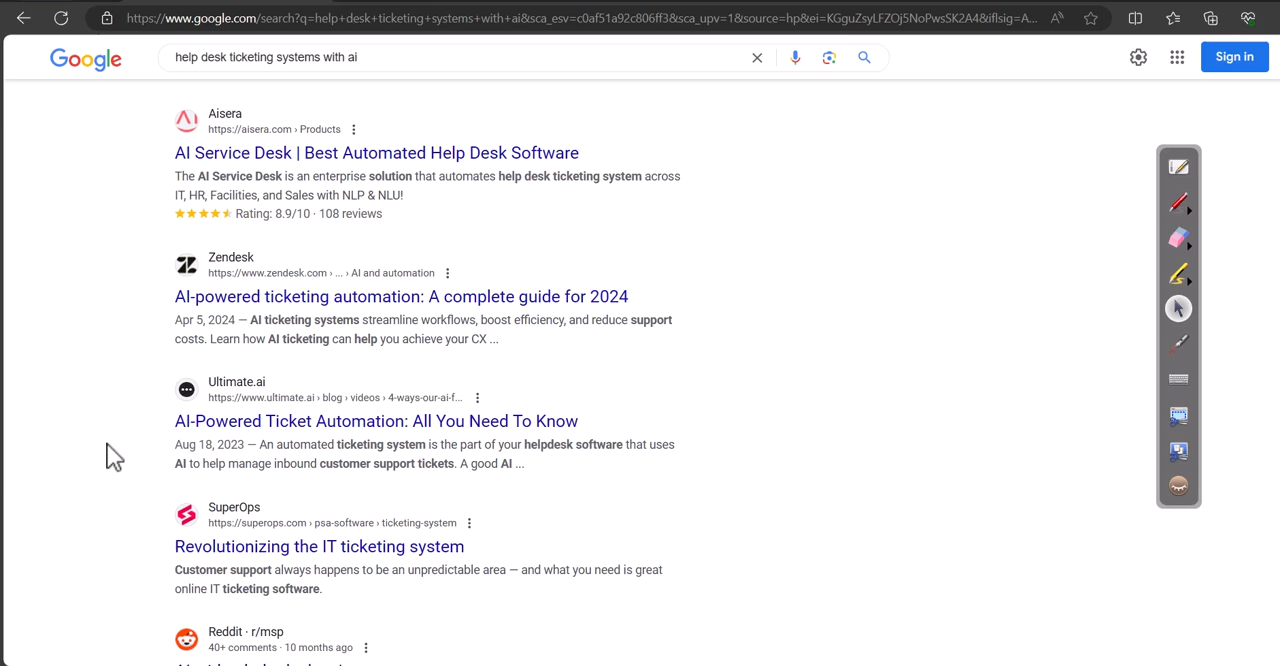 https://www.google.com/search?q=help+desk+ticketing+systems+with+ai&sca_esv=c0af51a92c806ff3&sca_upv=1&source=hp&ei=KGguZsyLFZOj5NoPwsSK2A4&iflsig=A...
Google
help desk ticketing systems with ai
Sign in
Aisera
https://aisera.com › Products
AI Service Desk | Best Automated Help Desk Software
The AI Service Desk is an enterprise solution that automates help desk ticketing system across
IT, HR, Facilities, and Sales with NLP & NLU!
Rating: 8.9/10 · 108 reviews
Zendesk
https://www.zendesk.com › ... › AI and automation
AI-powered ticketing automation: A complete guide for 2024
Apr 5, 2024 — AI ticketing systems streamline workflows, boost efficiency, and reduce support
costs. Learn how AI ticketing can help you achieve your CX ...
Ultimate.ai
https://www.ultimate.ai › blog › videos › 4-ways-our-ai-f...
AI-Powered Ticket Automation: All You Need To Know
Aug 18, 2023 — An automated ticketing system is the part of your helpdesk software that uses
AI to help manage inbound customer support tickets. A good AI ...
SuperOps
https://superops.com › psa-software › ticketing-system
Revolutionizing the IT ticketing system
Customer support always happens to be an unpredictable area — and what you need is great
online IT ticketing software.
Reddit · r/msp
40+ comments · 10 months ago